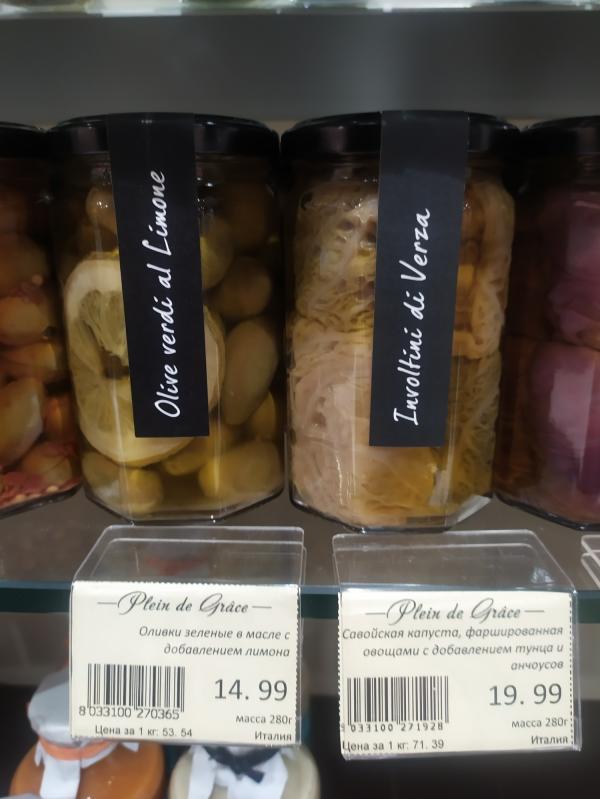 Olive verdi al Limone
Involtini di Verza
Plein de Grâce
Оливки зеленые в масле с
добавлением лимона
14.99
8 033100 270365
масса 280г
Цена за 1 кг: 53. 54
Италия
Plein de Grâce
Савойская капуста, фаршированная
овощами с добавлением тунца и
анчоусов
19.99
8 033100 271928
масса 280г
Цена за 1 кг: 71. 39
Италия